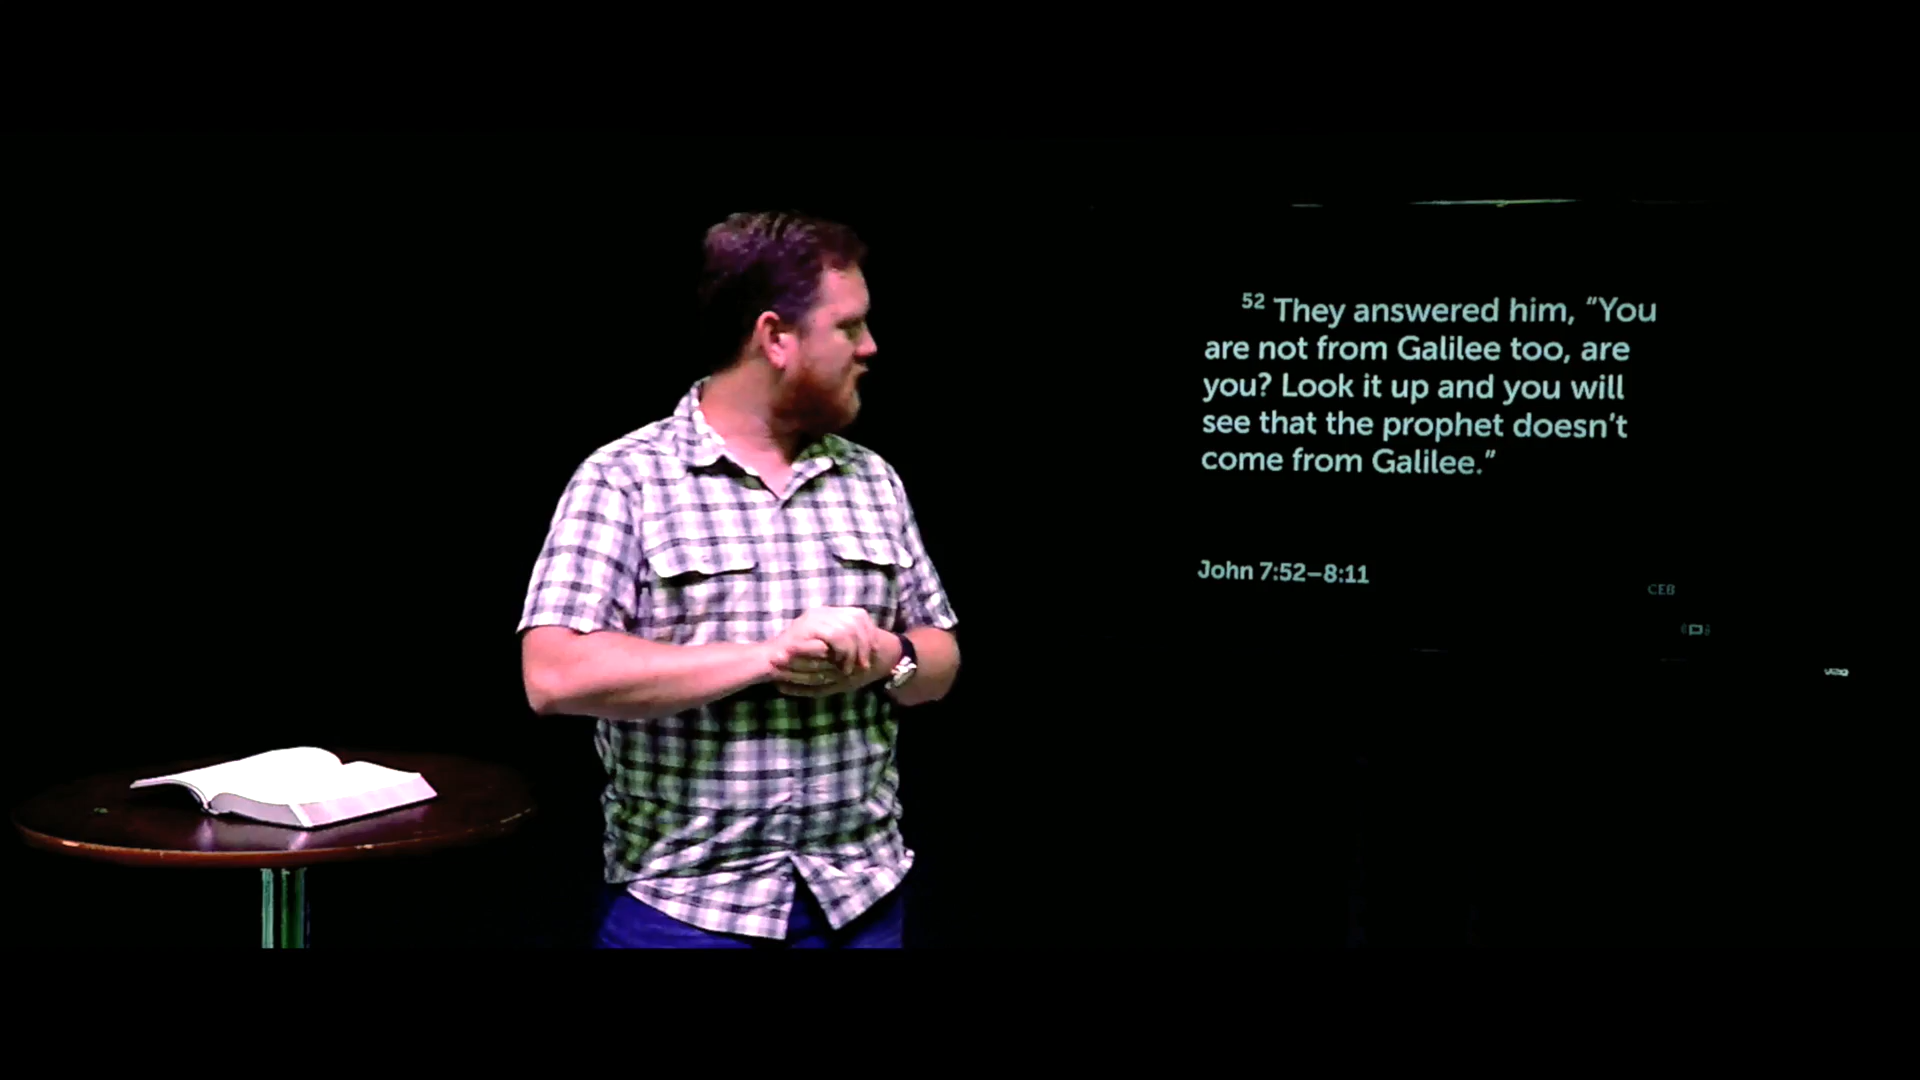 52 They answered him, “You
are not from Galilee too, are
you? Look it up and you will
see that the prophet doesn’t
come from Galilee.”
John 7:52–8:11
CEB